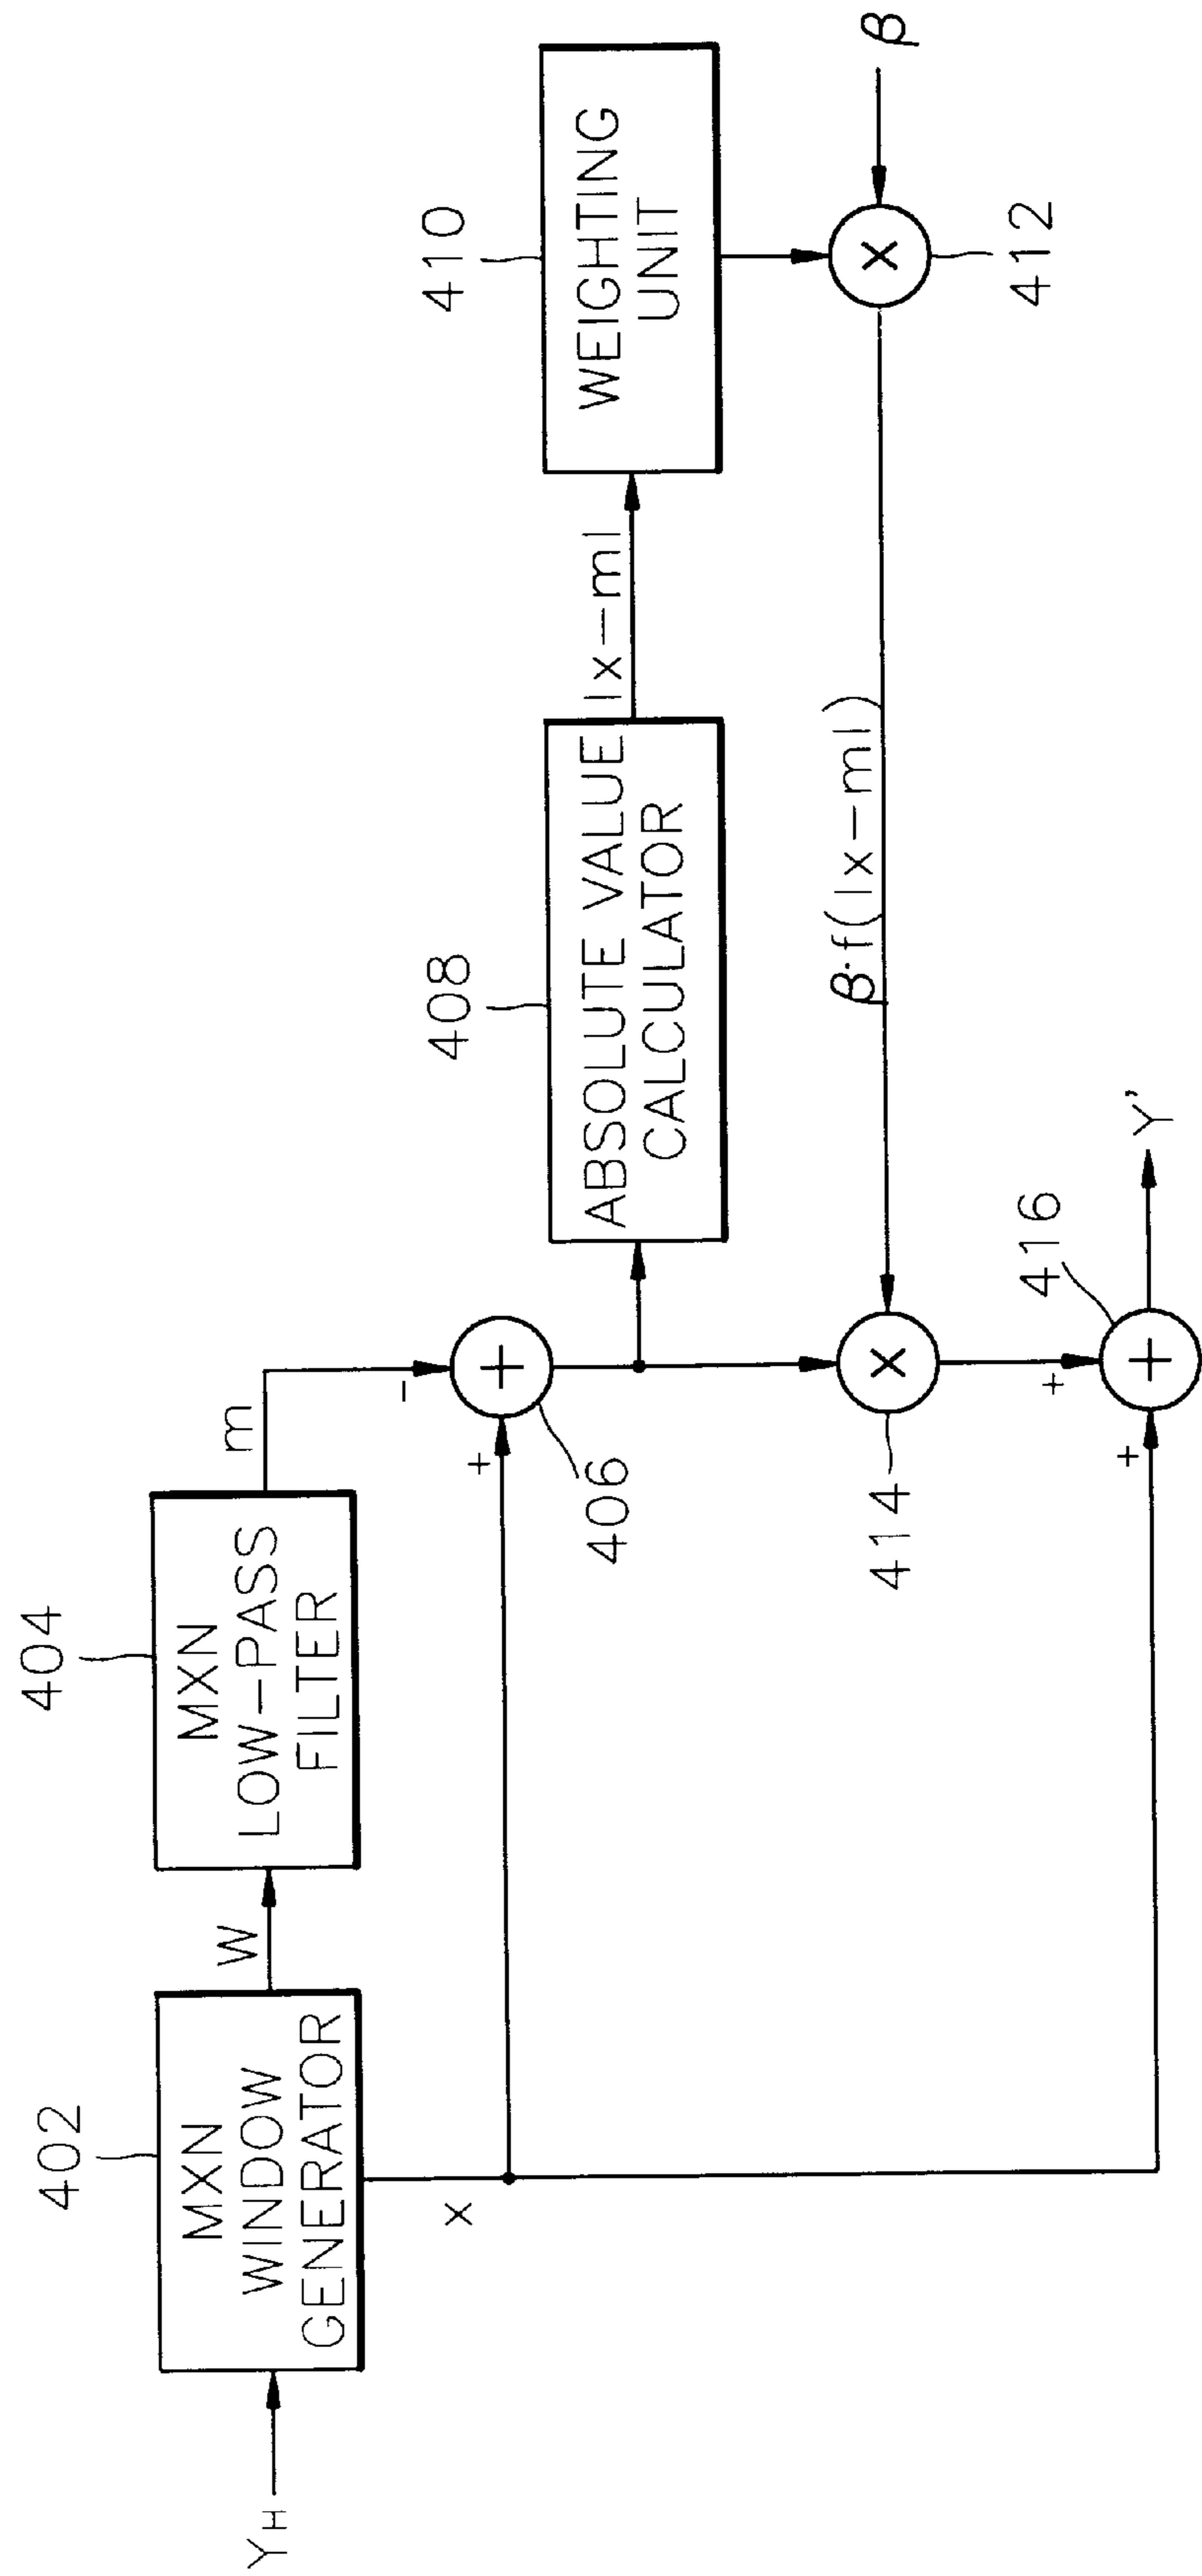 402
404
YH
MXN
WINDOW
GENERATOR
W
MXN
LOW-PASS
FILTER
m
x
+
-
+
406
408
ABSOLUTE VALUE
CALCULATOR
|x-m|
410
WEIGHTING
UNIT
β
×
412
β·f(|x-m|)
×
414
+
+
+
416
Y'